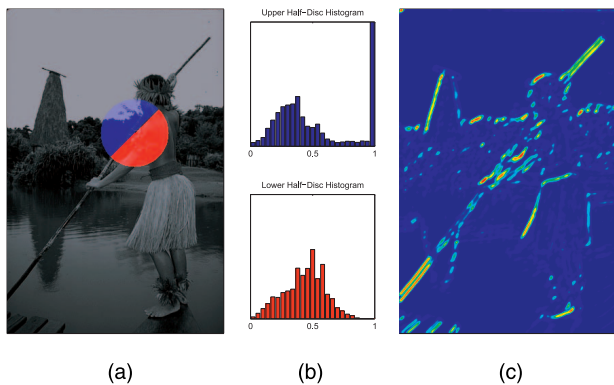 Upper Half−Disc Histogram
0 0.5 1
Lower Half−Disc Histogram
0 0.5 1
(a) (b) (c)